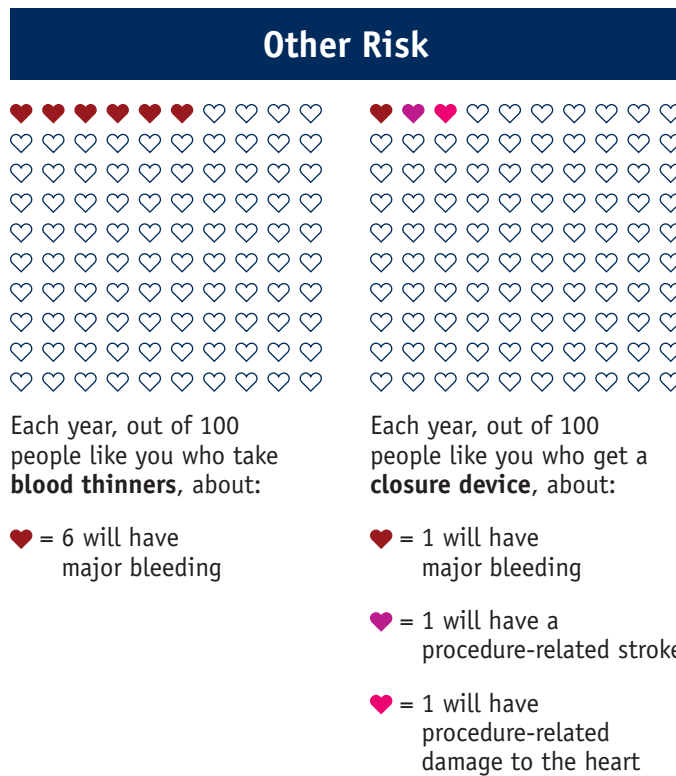 Other Risk
Each year, out of 100
people like you who take
blood thinners, about:
= 6 will have
major bleeding
Each year, out of 100
people like you who get a
closure device, about:
= 1 will have
major bleeding
= 1 will have a
procedure-related stroke
= 1 will have
procedure-related
damage to the heart